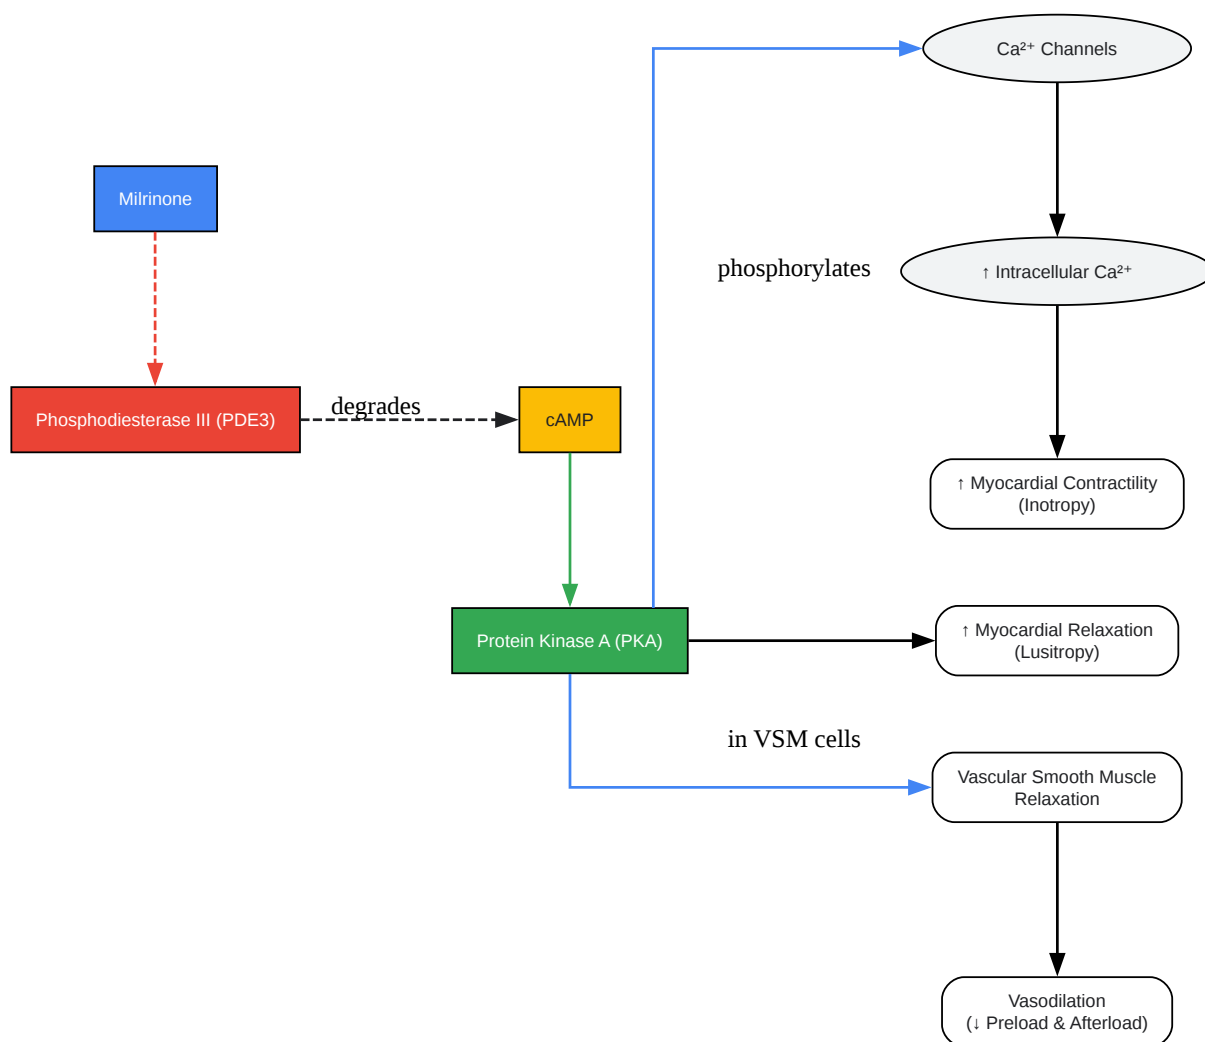 Ca²⁺ Channels
Milrinone
phosphorylates
↑ Intracellular Ca²⁺
degrades
Phosphodiesterase III (PDE3)
cAMP
↑ Myocardial Contractility
(Inotropy)
Protein Kinase A (PKA)
↑ Myocardial Relaxation
(Lusitropy)
in VSM cells
Vascular Smooth Muscle
Relaxation
Vasodilation
(↓ Preload & Afterload)